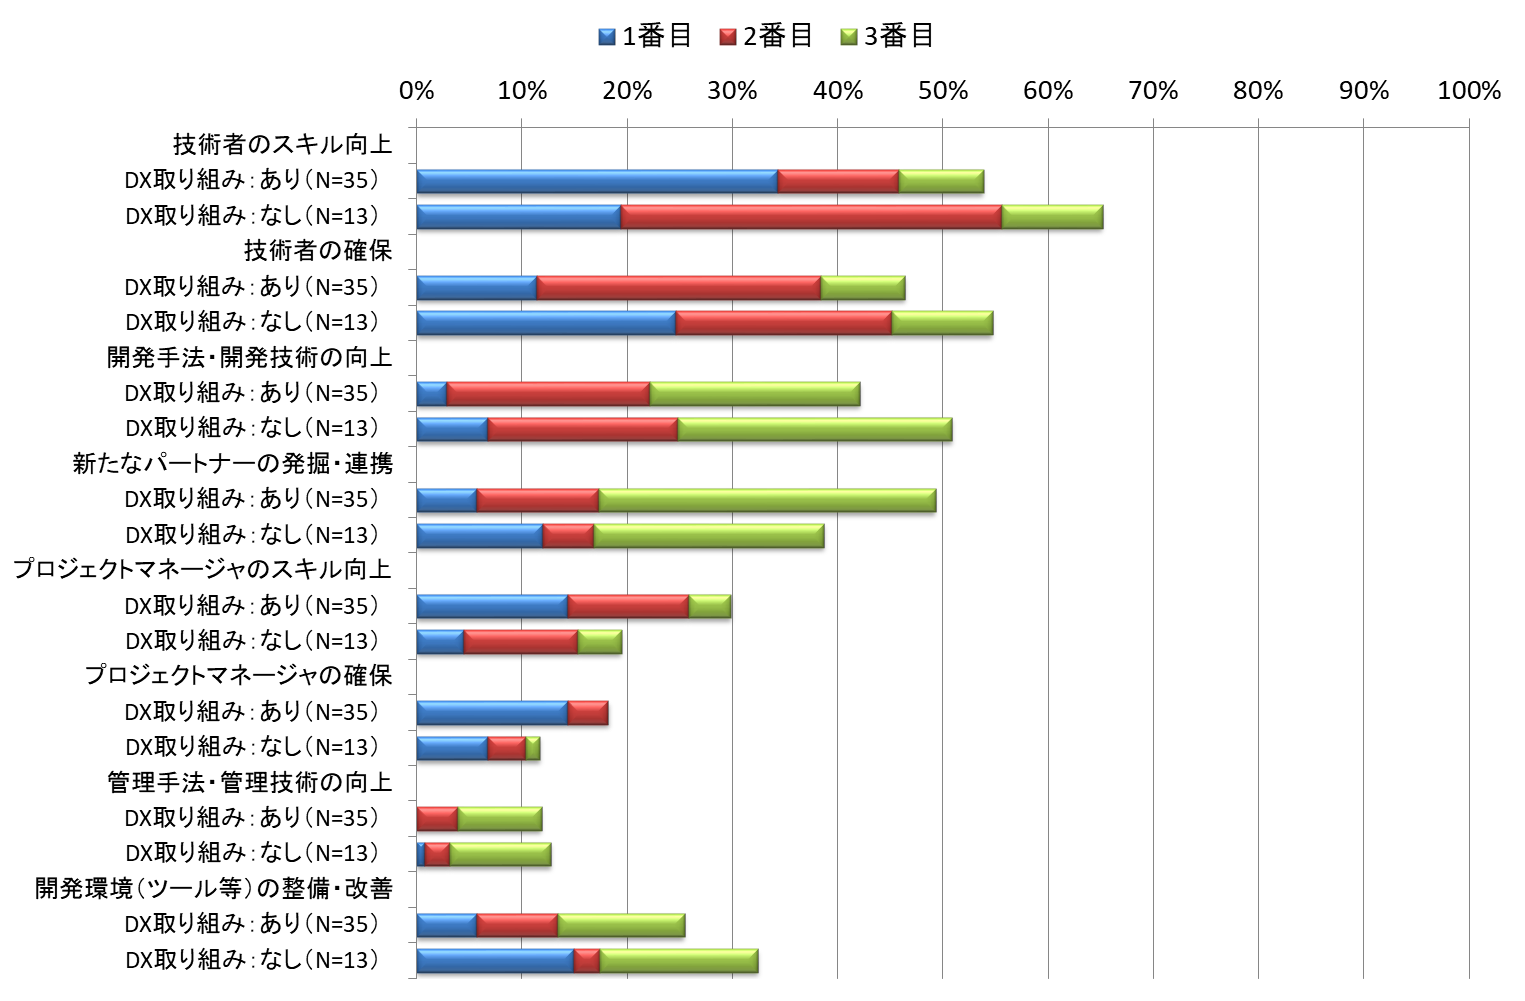 1番目 2番目 3番目
0% 10% 20% 30% 40% 50% 60% 70% 80% 90% 100%
技術者のスキル向上
DX取り組み：あり（N=35）
DX取り組み：なし（N=13）
技術者の確保
DX取り組み：あり（N=35）
DX取り組み：なし（N=13）
開発手法・開発技術の向上
DX取り組み：あり（N=35）
DX取り組み：なし（N=13）
新たなパートナーの発掘・連携
DX取り組み：あり（N=35）
DX取り組み：なし（N=13）
プロジェクトマネージャのスキル向上
DX取り組み：あり（N=35）
DX取り組み：なし（N=13）
プロジェクトマネージャの確保
DX取り組み：あり（N=35）
DX取り組み：なし（N=13）
管理手法・管理技術の向上
DX取り組み：あり（N=35）
DX取り組み：なし（N=13）
開発環境（ツール等）の整備・改善
DX取り組み：あり（N=35）
DX取り組み：なし（N=13）